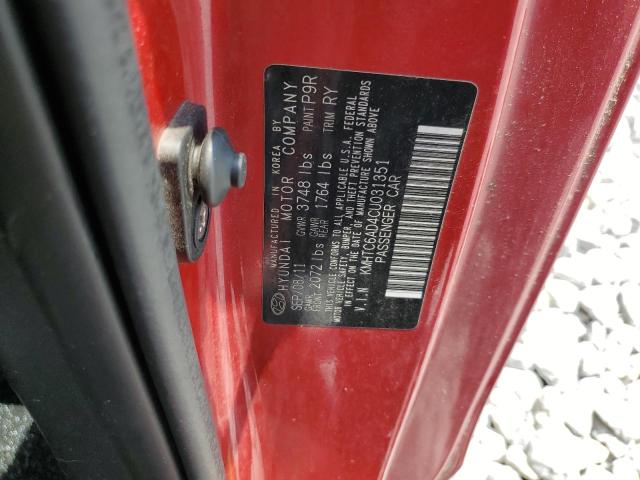 MANUFACTURED IN KOREA BY
HYUNDAI MOTOR COMPANY
SEP/08/11 GVWR 3748 lbs PAINT P9R
GAWR FRONT 2072 lbs GAWR REAR 1764 lbs TRIM RY
THIS VEHICLE CONFORMS TO ALL APPLICABLE U.S.A. FEDERAL
MOTOR VEHICLE SAFETY, BUMPER, AND THEFT PREVENTION STANDARDS
IN EFFECT ON THE DATE OF MANUFACTURE SHOWN ABOVE
V.I.N KMHTC6AD4CU031351
PASSENGER CAR